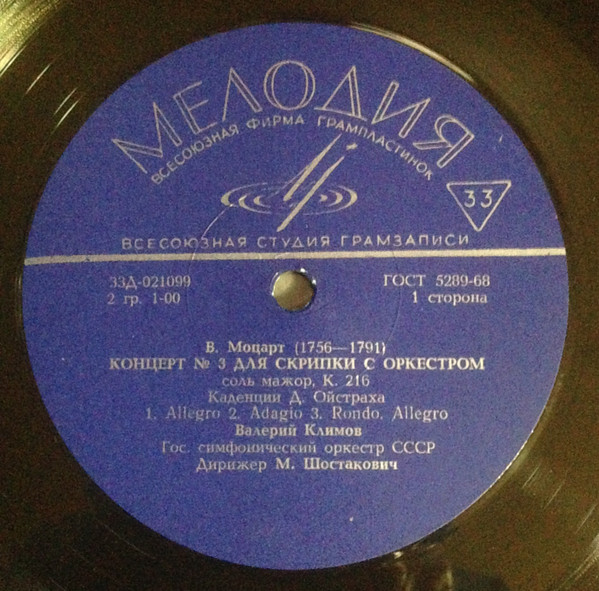 МЕЛОДИЯ
ВСЕСОЮЗНАЯ ФИРМА ГРАМПЛАСТИНОК
33
ВСЕСОЮЗНАЯ СТУДИЯ ГРАМЗАПИСИ
33Д-021099 ГОСТ 5289-68
2 гр. 1-00 1 сторона
В. Моцарт (1756—1791)
КОНЦЕРТ № 3 ДЛЯ СКРИПКИ С ОРКЕСТРОМ
соль мажор, К. 216
Каденции Д. Ойстраха
1. Allegro 2. Adagio 3. Rondo. Allegro
Валерий Климов
Гос. симфонический оркестр СССР
Дирижер М. Шостакович